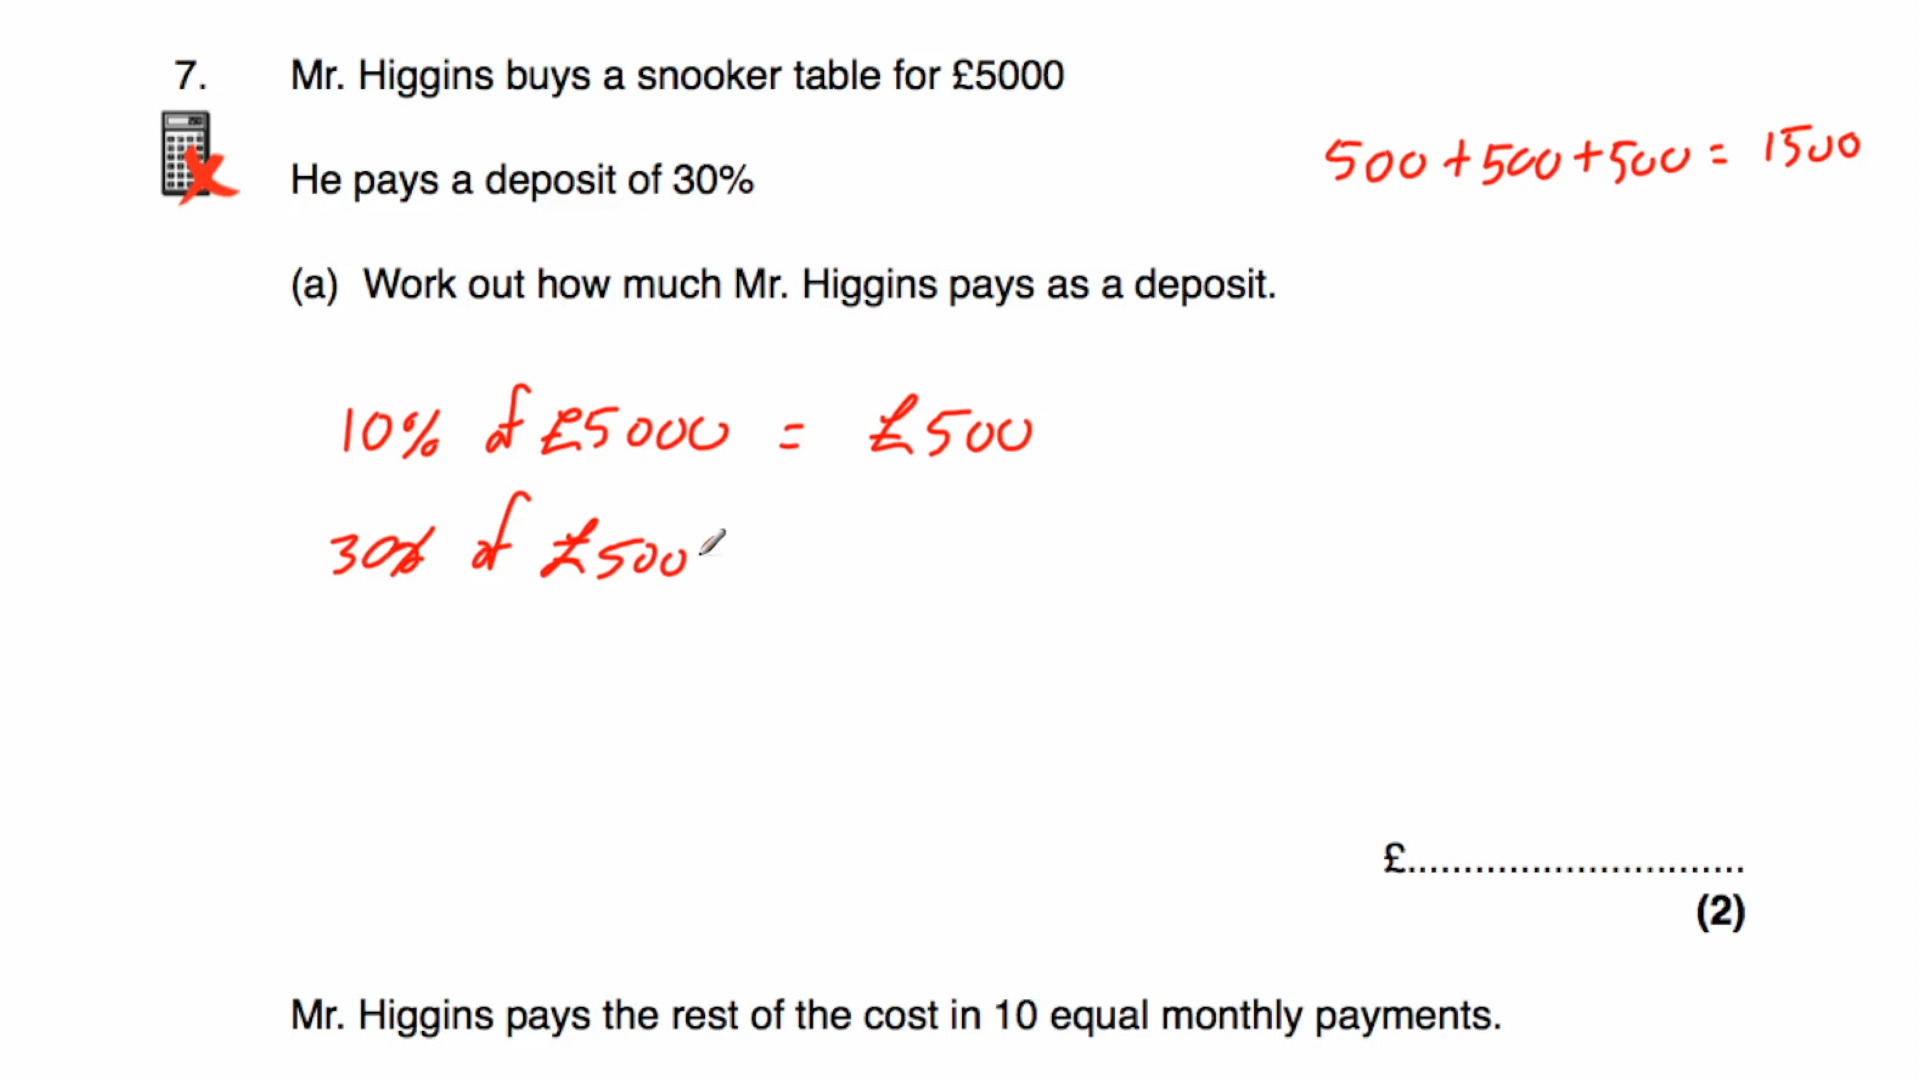 7. Mr. Higgins buys a snooker table for £5000
500 + 500 + 500 = 1500
He pays a deposit of 30%
(a) Work out how much Mr. Higgins pays as a deposit.
10% of £5000 = £500
30% of £500
£..............................
(2)
Mr. Higgins pays the rest of the cost in 10 equal monthly payments.